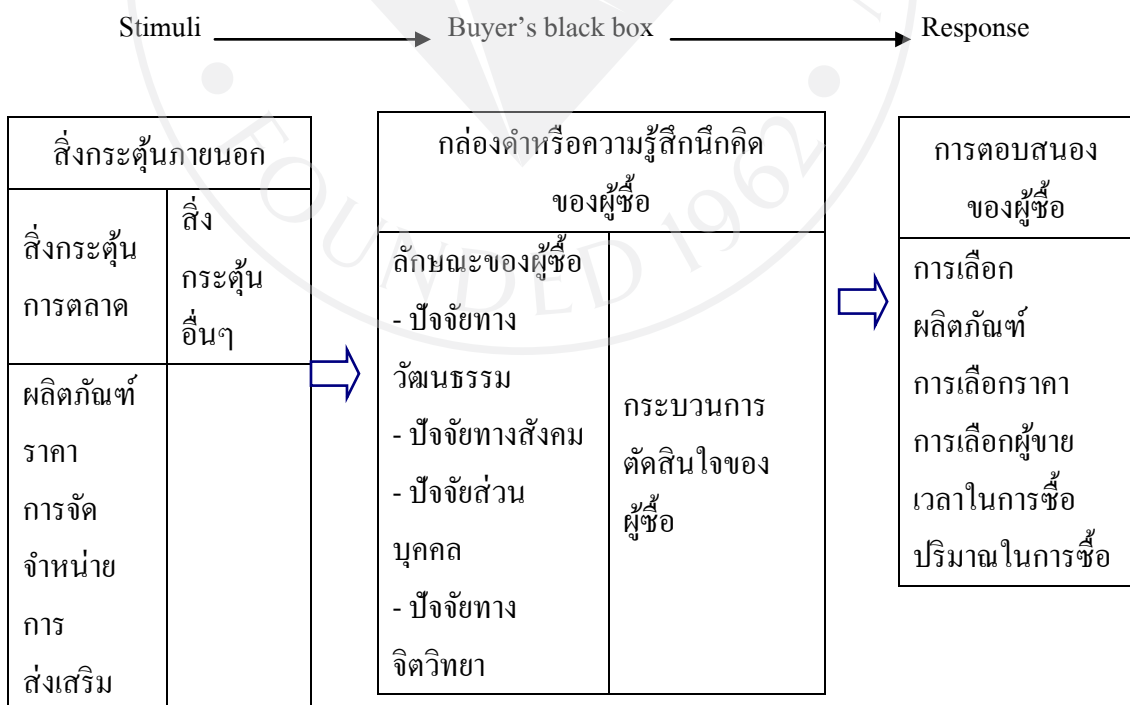 Stimuli Buyer's black box Response
สิ่งกระตุ้นภายนอก
สิ่งกระตุ้น
การตลาด
สิ่ง
กระตุ้น
อื่นๆ
ผลิตภัณฑ์
ราคา
การจัด
จำหน่าย
การ
ส่งเสริม
กล่องดำหรือความรู้สึกนึกคิด
ของผู้ซื้อ
ลักษณะของผู้ซื้อ
- ปัจจัยทาง
วัฒนธรรม
- ปัจจัยทางสังคม
- ปัจจัยส่วน
บุคคล
- ปัจจัยทาง
จิตวิทยา
กระบวนการ
ตัดสินใจของ
ผู้ซื้อ
การตอบสนอง
ของผู้ซื้อ
การเลือก
ผลิตภัณฑ์
การเลือกราคา
การเลือกผู้ขาย
เวลาในการซื้อ
ปริมาณในการซื้อ
FOUNDED 1962